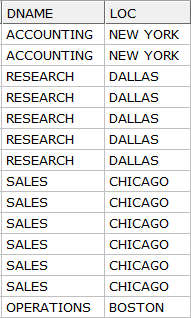 DNAME LOC
ACCOUNTING NEW YORK
ACCOUNTING NEW YORK
RESEARCH DALLAS
RESEARCH DALLAS
RESEARCH DALLAS
RESEARCH DALLAS
RESEARCH DALLAS
SALES CHICAGO
SALES CHICAGO
SALES CHICAGO
SALES CHICAGO
SALES CHICAGO
SALES CHICAGO
OPERATIONS BOSTON